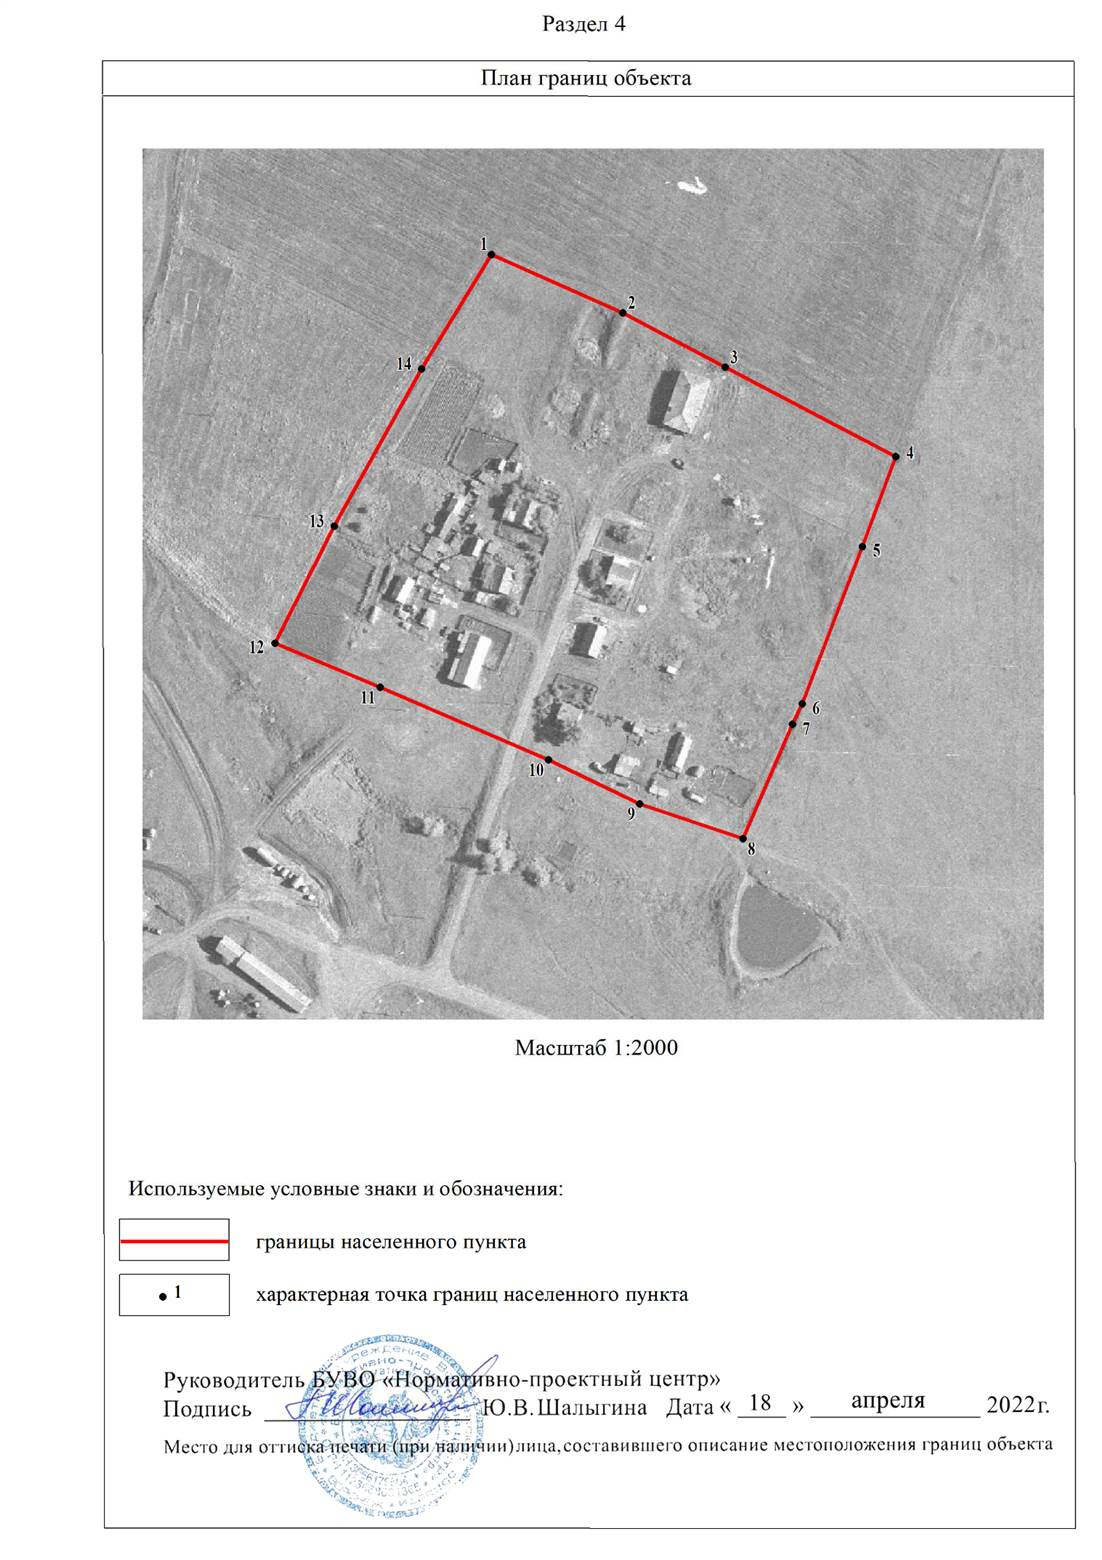 Раздел 4
План границ объекта
1
2
3
14
4
13
5
12
11
6
7
10
9
8
Масштаб 1:2000
Используемые условные знаки и обозначения:
границы населенного пункта
1
характерная точка границ населенного пункта
Руководитель БУВО «Нормативно-проектный центр»
Подпись Ю.В. Шалыгина Дата « 18 » апреля 2022г.
Место для оттиска печати (при наличии) лица, составившего описание местоположения границ объекта